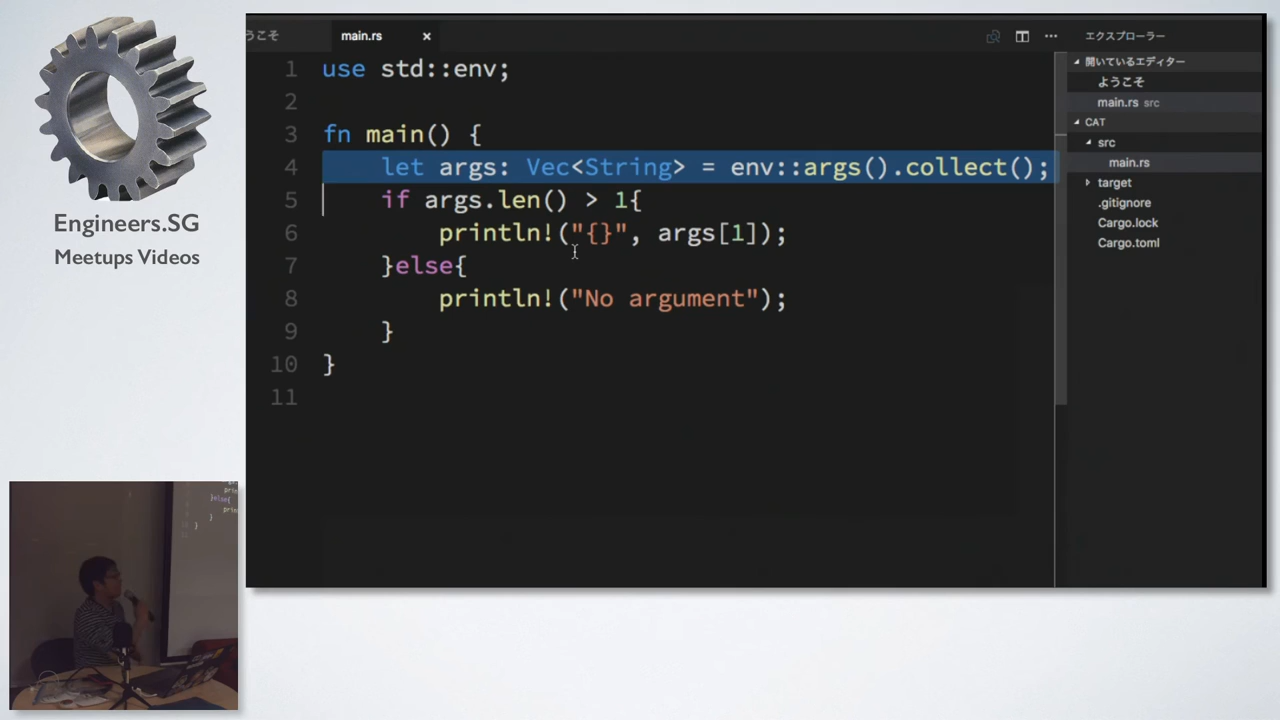 Engineers.SG
Meetups Videos
うこそ
main.rs ×
1 use std::env;
2
3 fn main() {
4 let args: Vec<String> = env::args().collect();
5 if args.len() > 1{
6 println!("{}", args[1]);
7 }else{
8 println!("No argument");
9 }
10 }
11
エクスプローラー
開いているエディター
ようこそ
main.rs src
CAT
src
main.rs
target
.gitignore
Cargo.lock
Cargo.toml